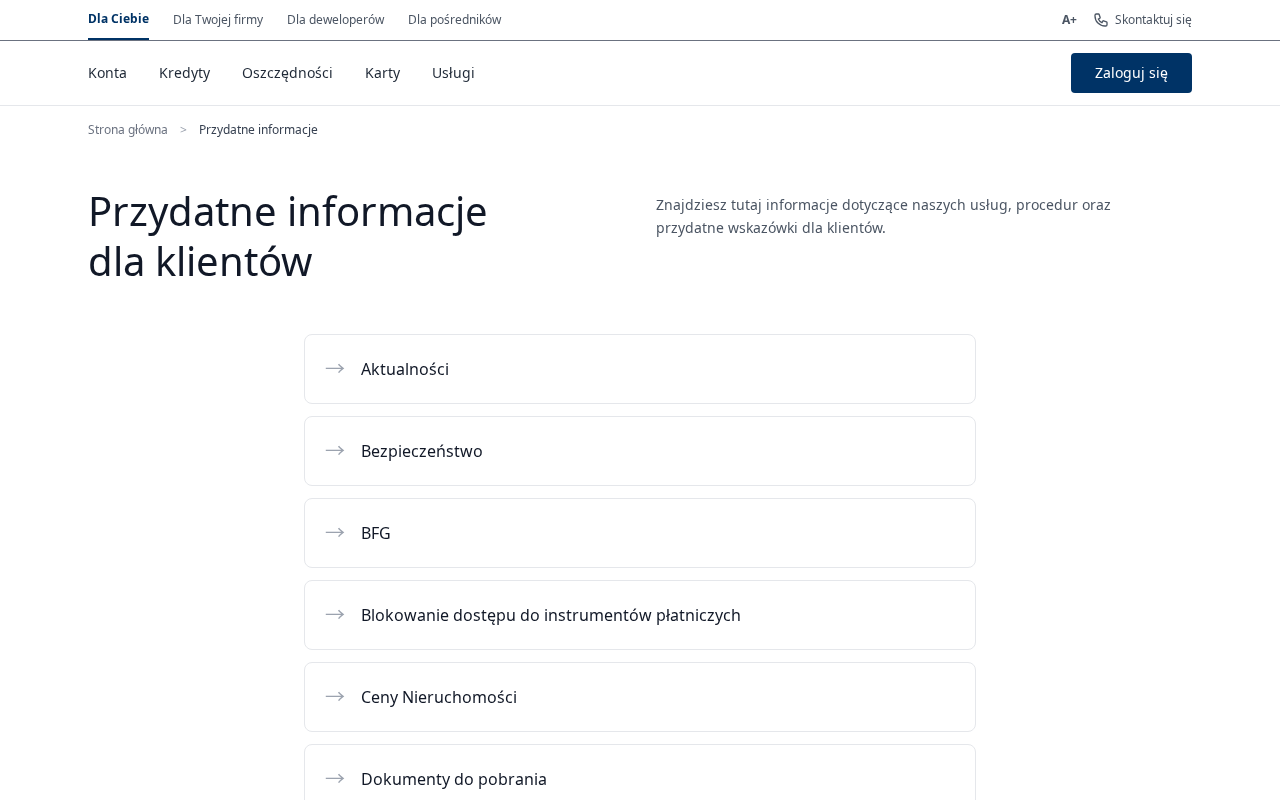 Dla Ciebie Dla Twojej firmy Dla deweloperów Dla pośredników A+ Skontaktuj się
Konta Kredyty Oszczędności Karty Usługi Zaloguj się
Strona główna > Przydatne informacje
Przydatne informacje
dla klientów
Znajdziesz tutaj informacje dotyczące naszych usług, procedur oraz
przydatne wskazówki dla klientów.
Aktualności
Bezpieczeństwo
BFG
Blokowanie dostępu do instrumentów płatniczych
Ceny Nieruchomości
Dokumenty do pobrania